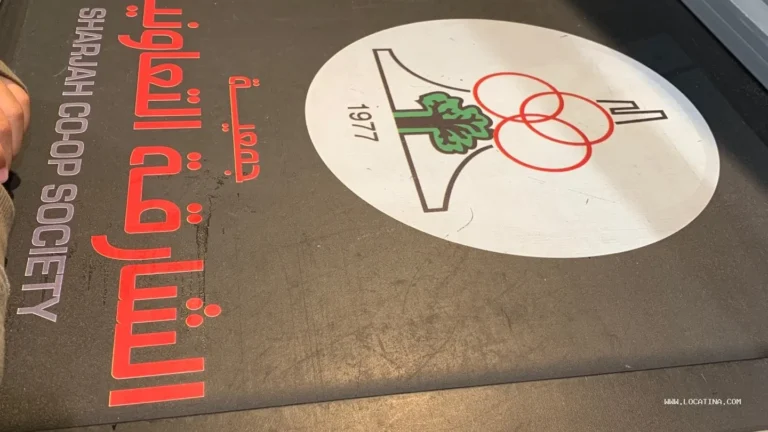 1977
جمعية
الشارقة التعاونية
SHARJAH CO-OP SOCIETY
WWW.LOCATINA.COM